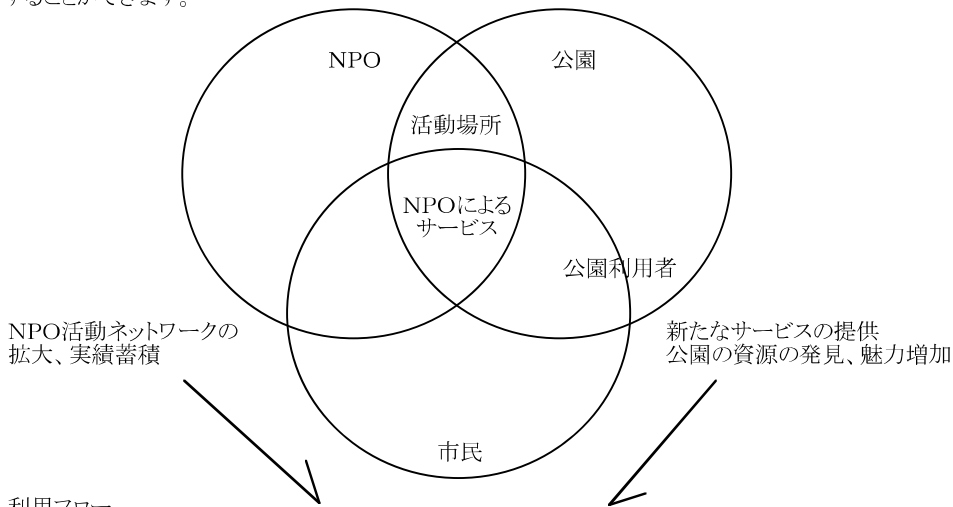 することができます。
NPO
公園
活動場所
NPOによる
サービス
公園利用者
NPO活動ネットワークの
拡大、実績蓄積
新たなサービスの提供
公園の資源の発見、魅力増加
市民
利用フロー